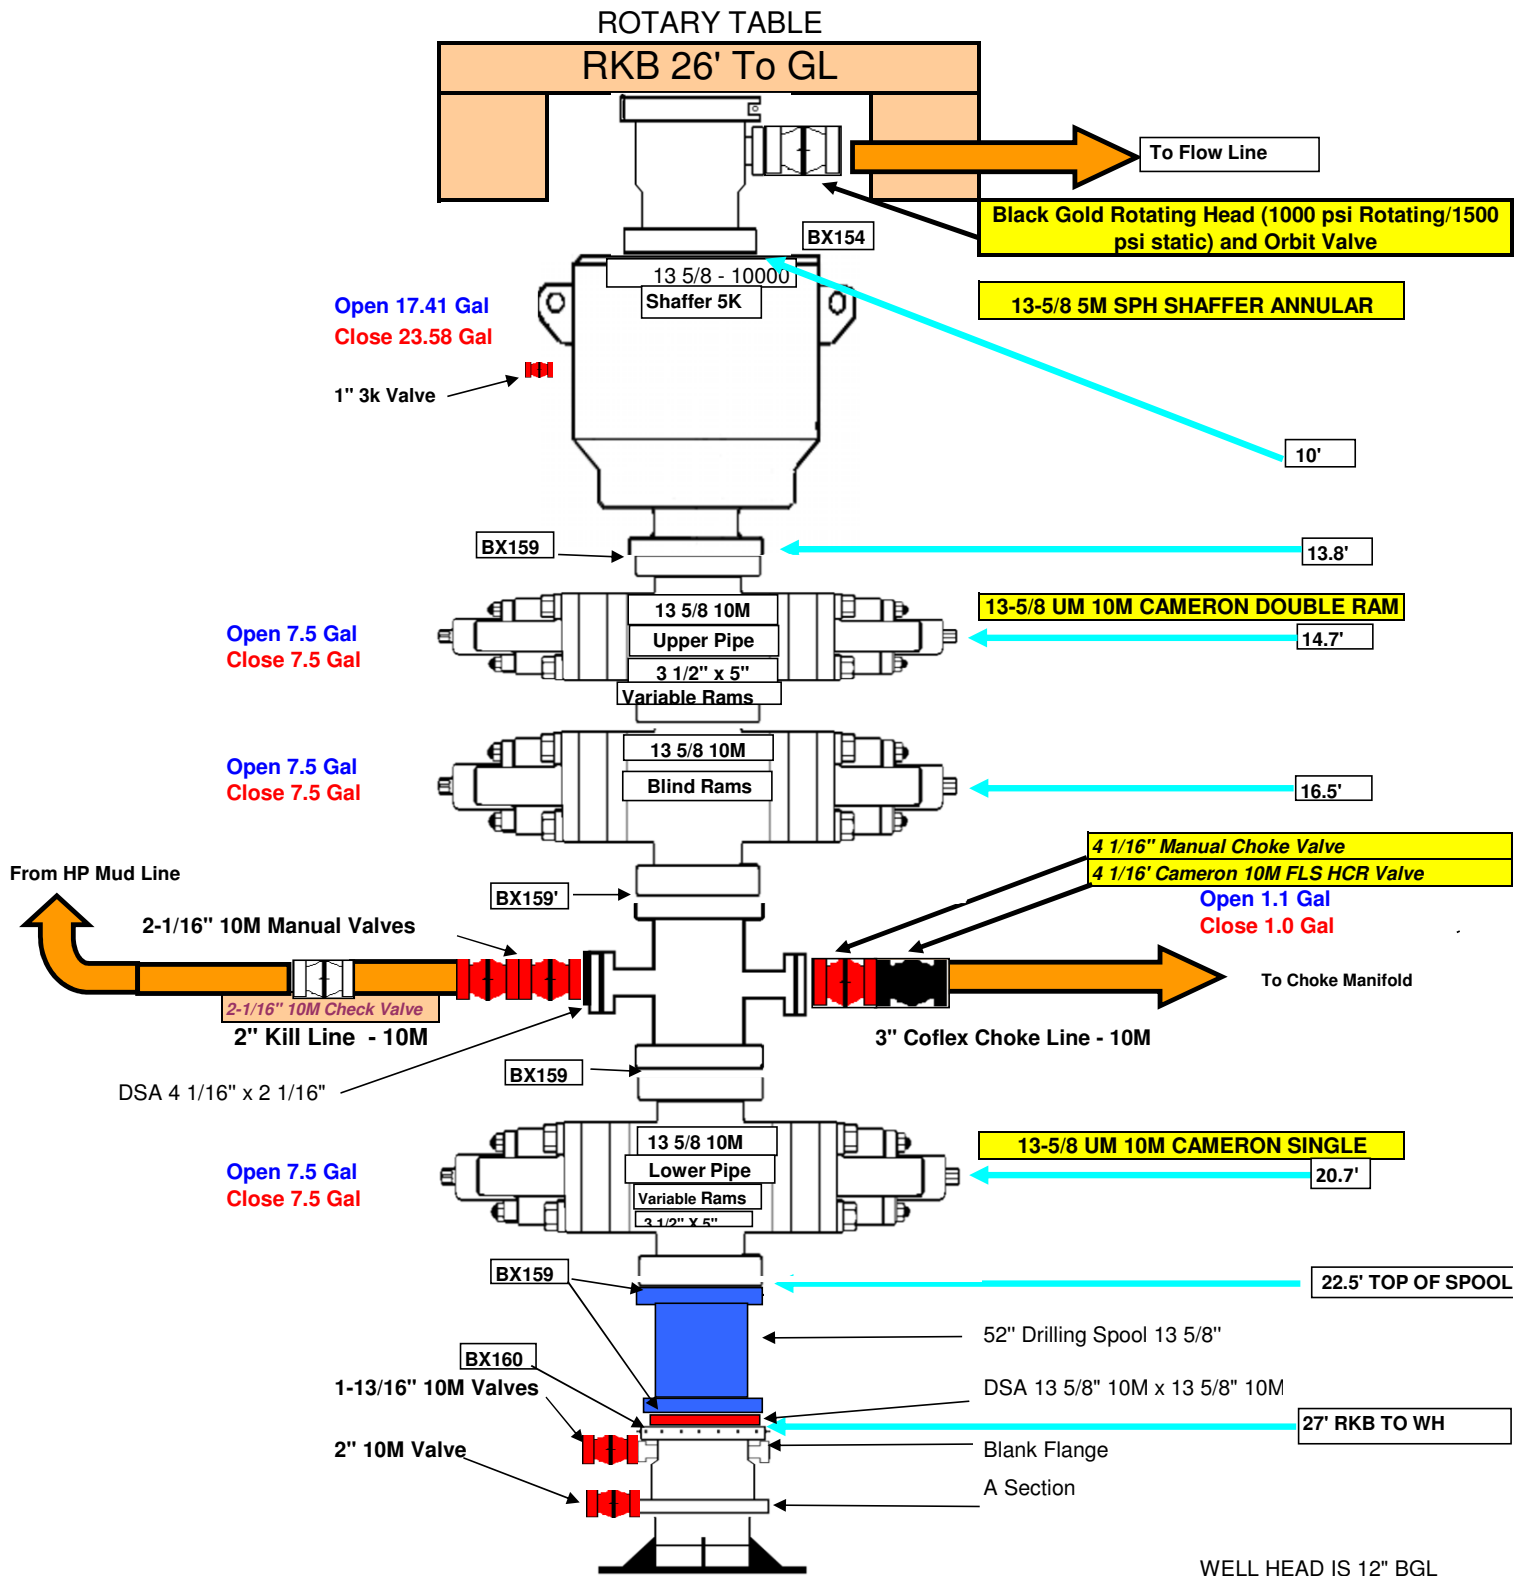 ROTARY TABLE
RKB 26' To GL
To Flow Line
Black Gold Rotating Head (1000 psi Rotating/1500
psi static) and Orbit Valve
BX154
13 5/8 - 10000
Shaffer 5K
Open 17.41 Gal
Close 23.58 Gal
13-5/8 5M SPH SHAFFER ANNULAR
1" 3k Valve
10'
BX159
13.8'
13 5/8 10M
Upper Pipe
3 1/2" x 5"
Variable Rams
13-5/8 UM 10M CAMERON DOUBLE RAM
14.7'
Open 7.5 Gal
Close 7.5 Gal
13 5/8 10M
Blind Rams
Open 7.5 Gal
Close 7.5 Gal
16.5'
4 1/16" Manual Choke Valve
4 1/16' Cameron 10M FLS HCR Valve
Open 1.1 Gal
Close 1.0 Gal
From HP Mud Line
BX159'
2-1/16" 10M Manual Valves
2-1/16" 10M Check Valve
2" Kill Line - 10M
To Choke Manifold
3" Coflex Choke Line - 10M
BX159
DSA 4 1/16" x 2 1/16"
13 5/8 10M
Lower Pipe
Variable Rams
3 1/2" X 5"
13-5/8 UM 10M CAMERON SINGLE
20.7'
Open 7.5 Gal
Close 7.5 Gal
BX159
22.5' TOP OF SPOOL
52" Drilling Spool 13 5/8"
BX160
1-13/16" 10M Valves
DSA 13 5/8" 10M x 13 5/8" 10M
27' RKB TO WH
2" 10M Valve
Blank Flange
A Section
WELL HEAD IS 12" BGL